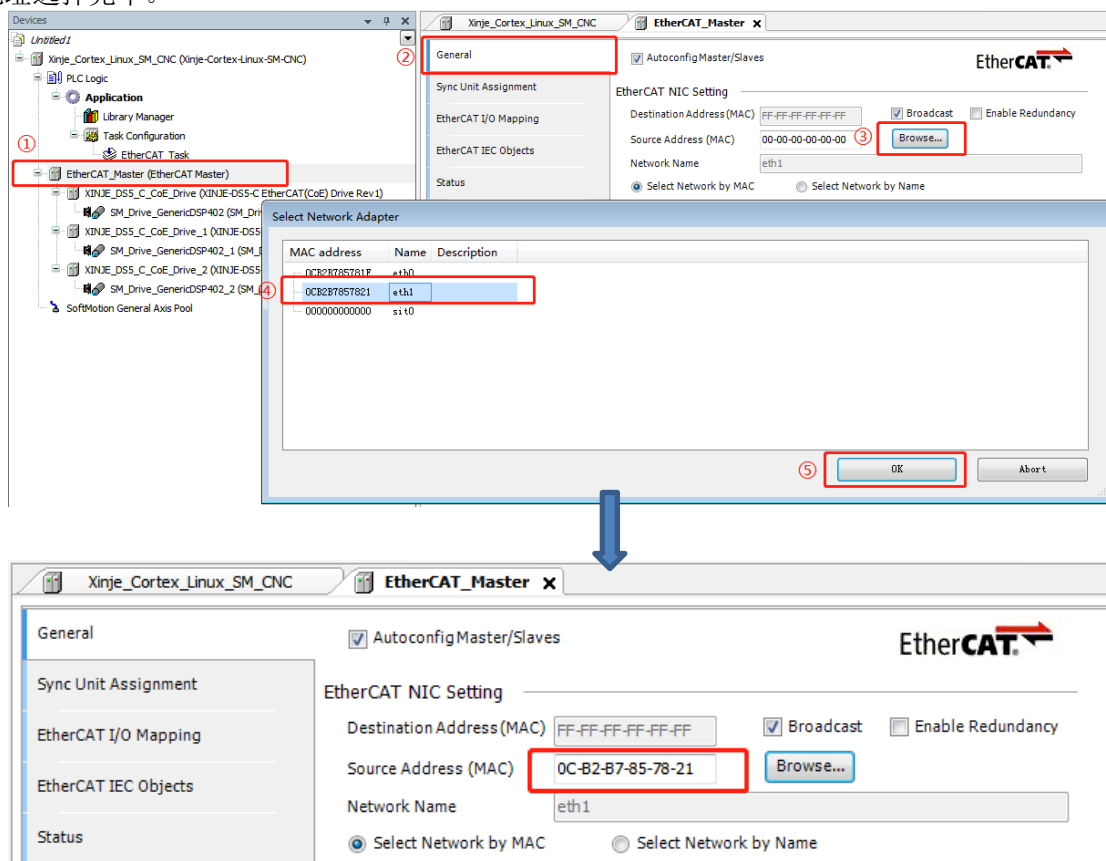 Devices
Xinje_Cortex_Linux_SM_CNC
EtherCAT_Master
Untitled1
Xinje_Cortex_Linux_SM_CNC (Xinje-Cortex-Linux-SM-CNC)
PLC Logic
Application
Library Manager
Task Configuration
EtherCAT_Task
①
EtherCAT_Master (EtherCAT Master)
XINJE_DS5_C_CoE_Drive (XINJE-DS5-C EtherCAT(CoE) Drive Rev1)
SM_Drive_GenericDSP402 (SM_Dri
XINJE_DS5_C_CoE_Drive_1 (XINJE-DS5
SM_Drive_GenericDSP402_1 (SM_D
XINJE_DS5_C_CoE_Drive_2 (XINJE-DS5
SM_Drive_GenericDSP402_2 (SM_
SoftMotion General Axis Pool
②
General
Sync Unit Assignment
EtherCAT I/O Mapping
EtherCAT IEC Objects
Status
Autoconfig Master/Slaves
EtherCAT.
EtherCAT NIC Setting
Destination Address (MAC) FF-FF-FF-FF-FF-FF Broadcast Enable Redundancy
Source Address (MAC) 00-00-00-00-00-00 ③ Browse...
Network Name eth1
Select Network by MAC Select Network by Name
Select Network Adapter
MAC address Name Description
0CB2B785781F eth0
④ 0CB2B7857821 eth1
000000000000 sit0
⑤ OK Abort
Xinje_Cortex_Linux_SM_CNC
EtherCAT_Master
General
Sync Unit Assignment
EtherCAT I/O Mapping
EtherCAT IEC Objects
Status
Autoconfig Master/Slaves
EtherCAT.
EtherCAT NIC Setting
Destination Address (MAC) FF-FF-FF-FF-FF-FF Broadcast Enable Redundancy
Source Address (MAC) 0C-B2-B7-85-78-21 Browse...
Network Name eth1
Select Network by MAC Select Network by Name